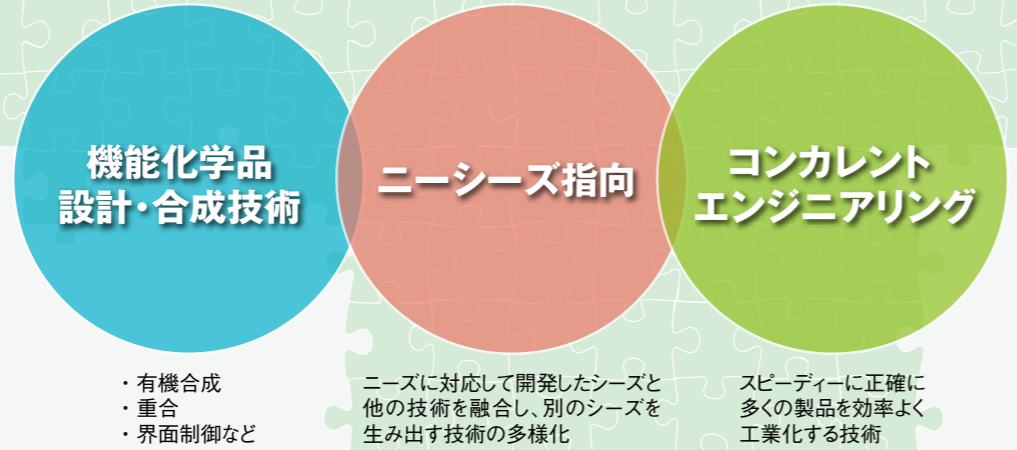 機能化学品
設計・合成技術
ニーシーズ指向
コンカレント
エンジニアリング
・ 有機合成
・ 重合
・ 界面制御など
ニーズに対応して開発したシーズと
他の技術を融合し、別のシーズを
生み出す技術の多様化
スピーディーに正確に
多くの製品を効率よく
工業化する技術